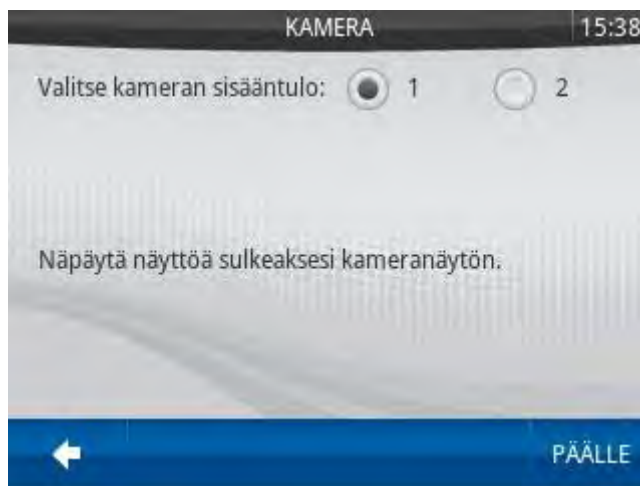 KAMERA 15:38
Valitse kameran sisääntulo: 1 2
Näpäytä näyttöä sulkeaksesi kameranäytön.
PÄÄLLE